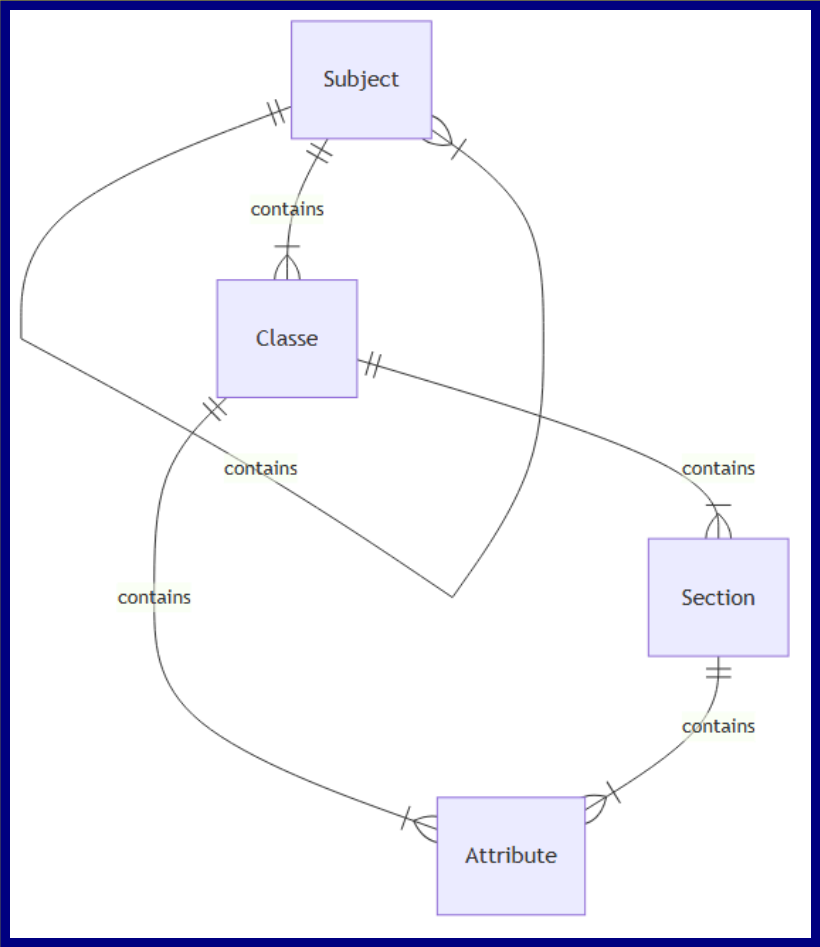 Subject
contains
Classe
contains
contains
contains
Section
contains
Attribute